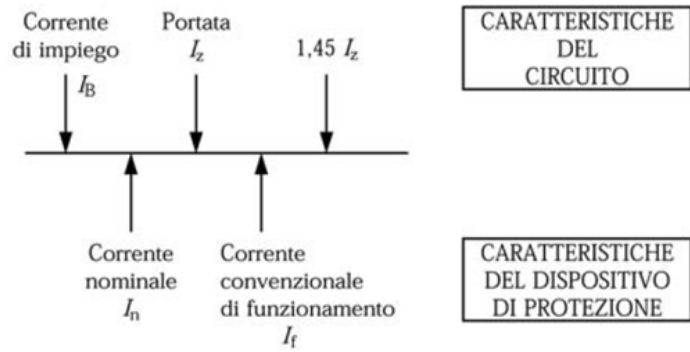 Corrente
di impiego
I_B
Portata
I_z
1,45 I_z
CARATTERISTICHE
DEL
CIRCUITO
Corrente
nominale
I_n
Corrente
convenzionale
di funzionamento
I_f
CARATTERISTICHE
DEL DISPOSITIVO
DI PROTEZIONE